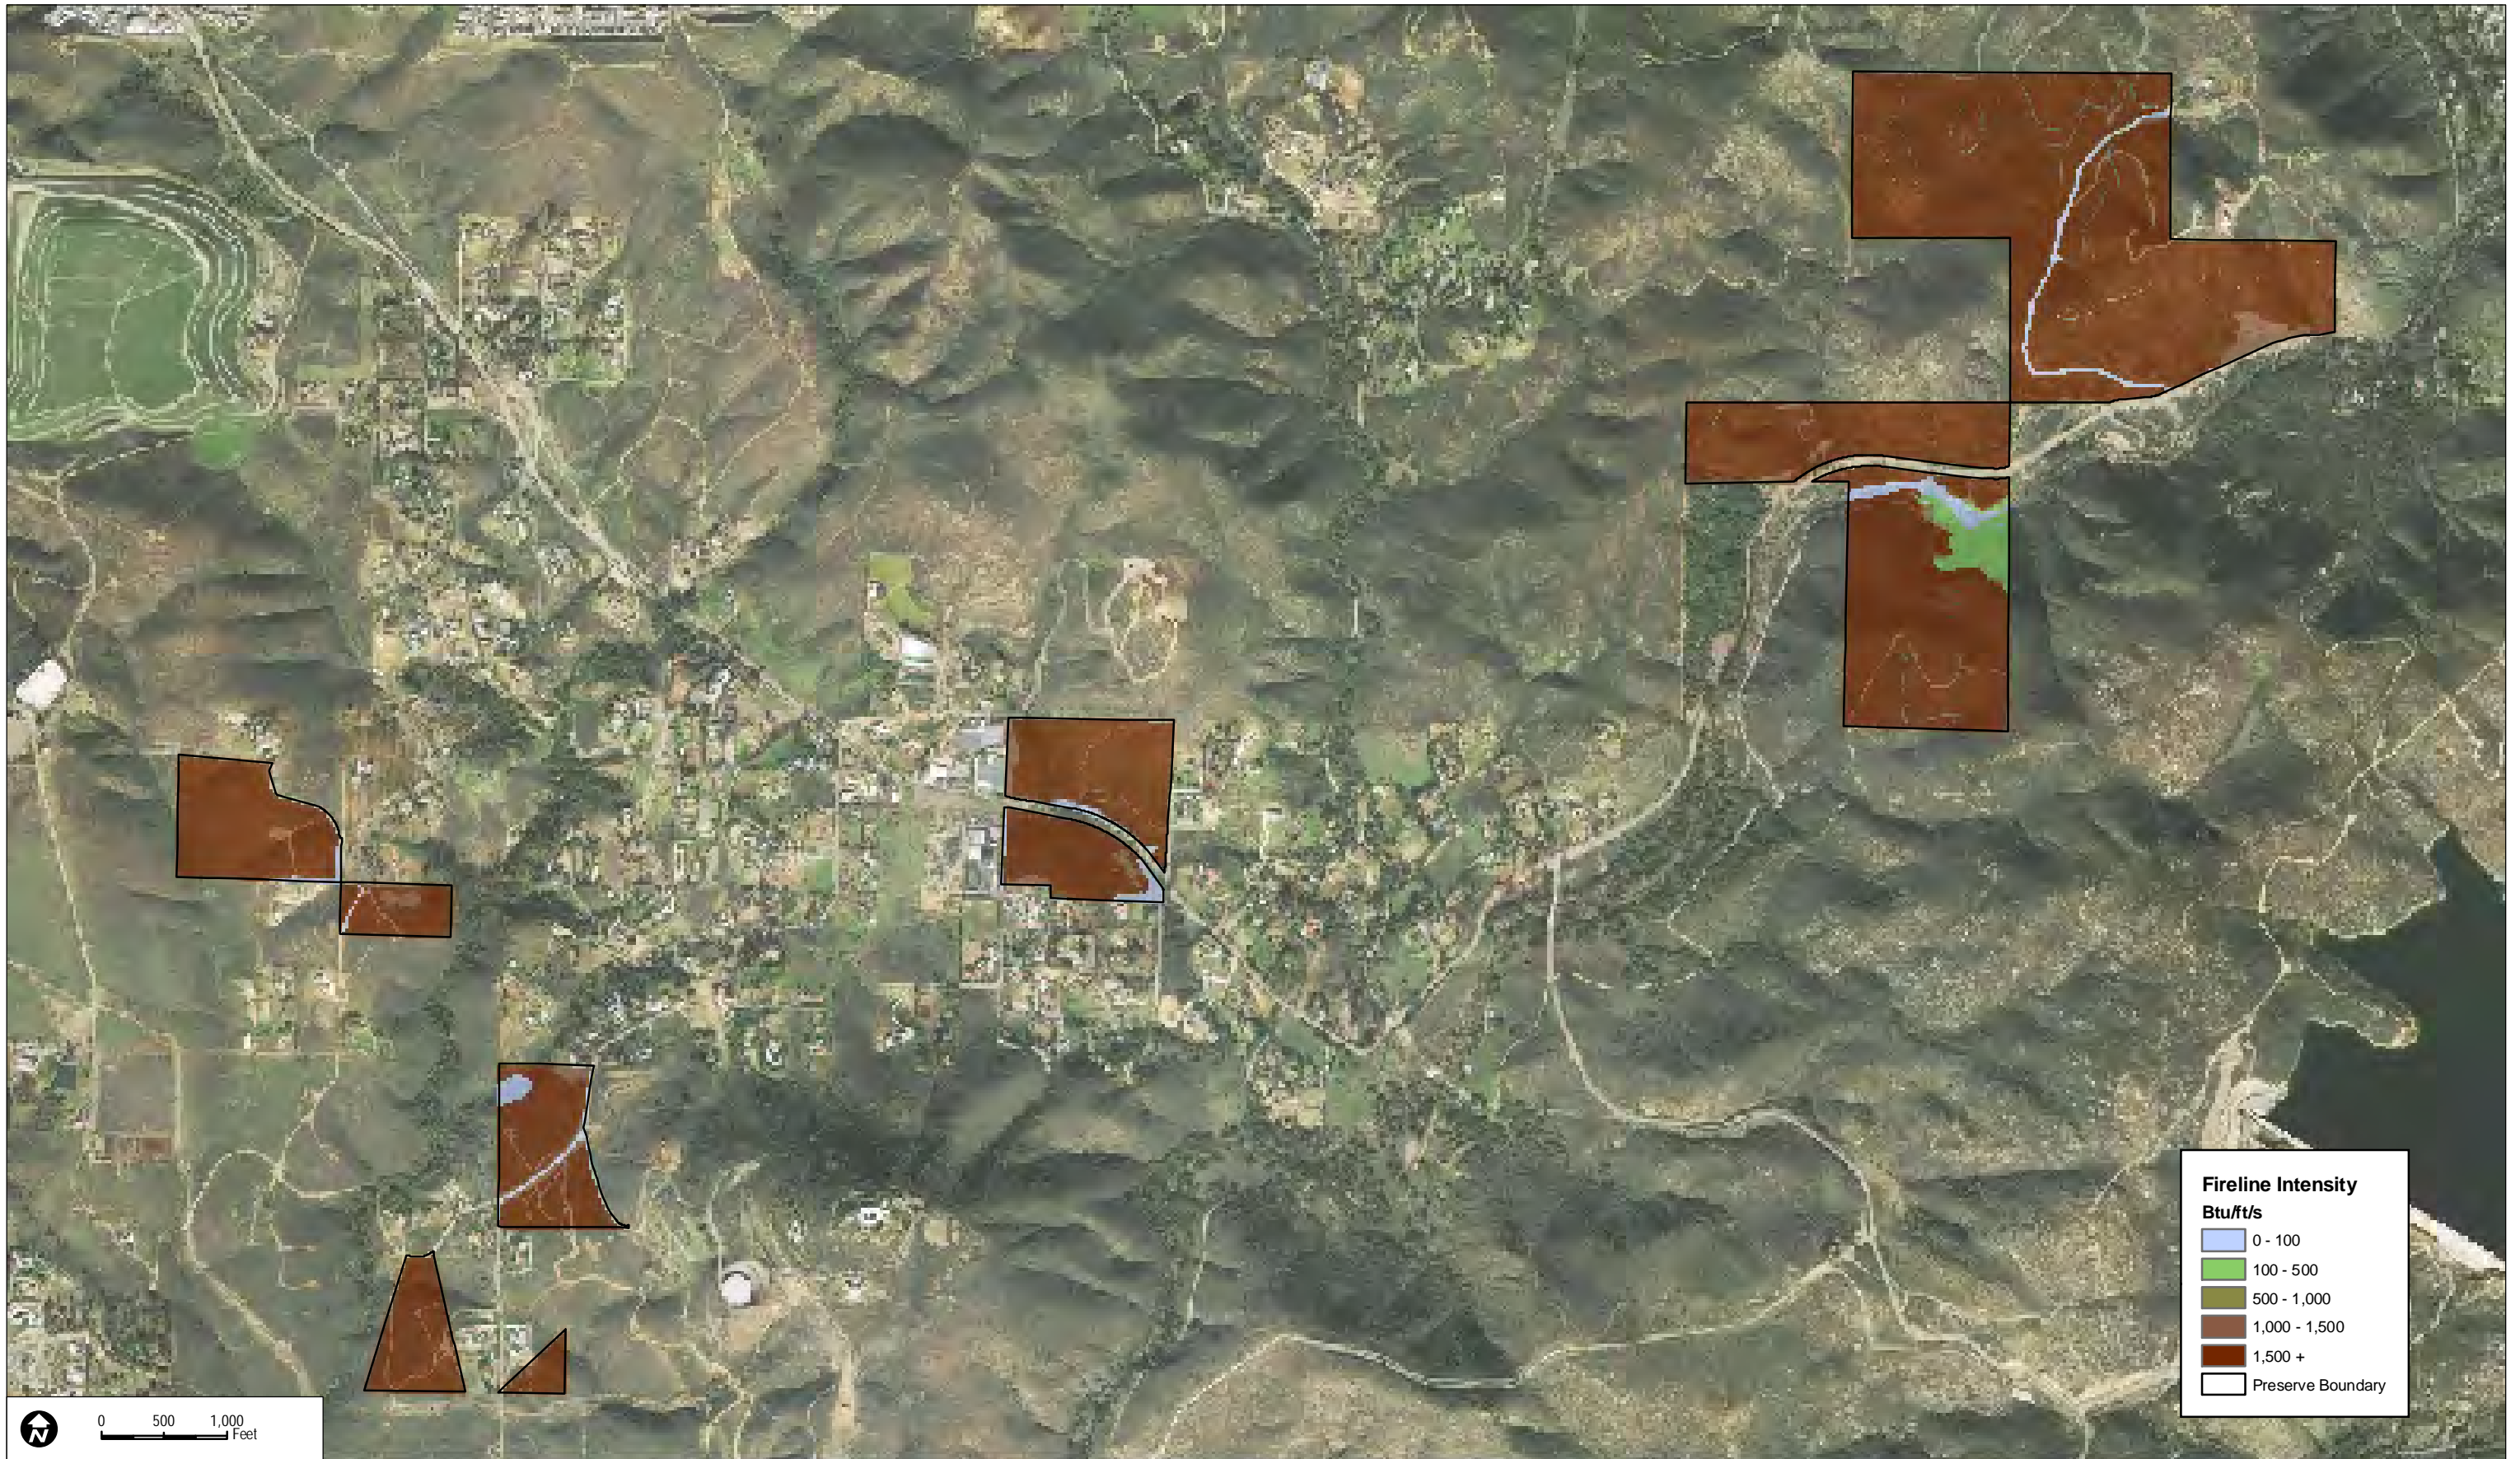 Fireline Intensity
Btu/ft/s
0 - 100
100 - 500
500 - 1,000
1,000 - 1,500
1,500 +
Preserve Boundary
N
0 500 1,000
Feet